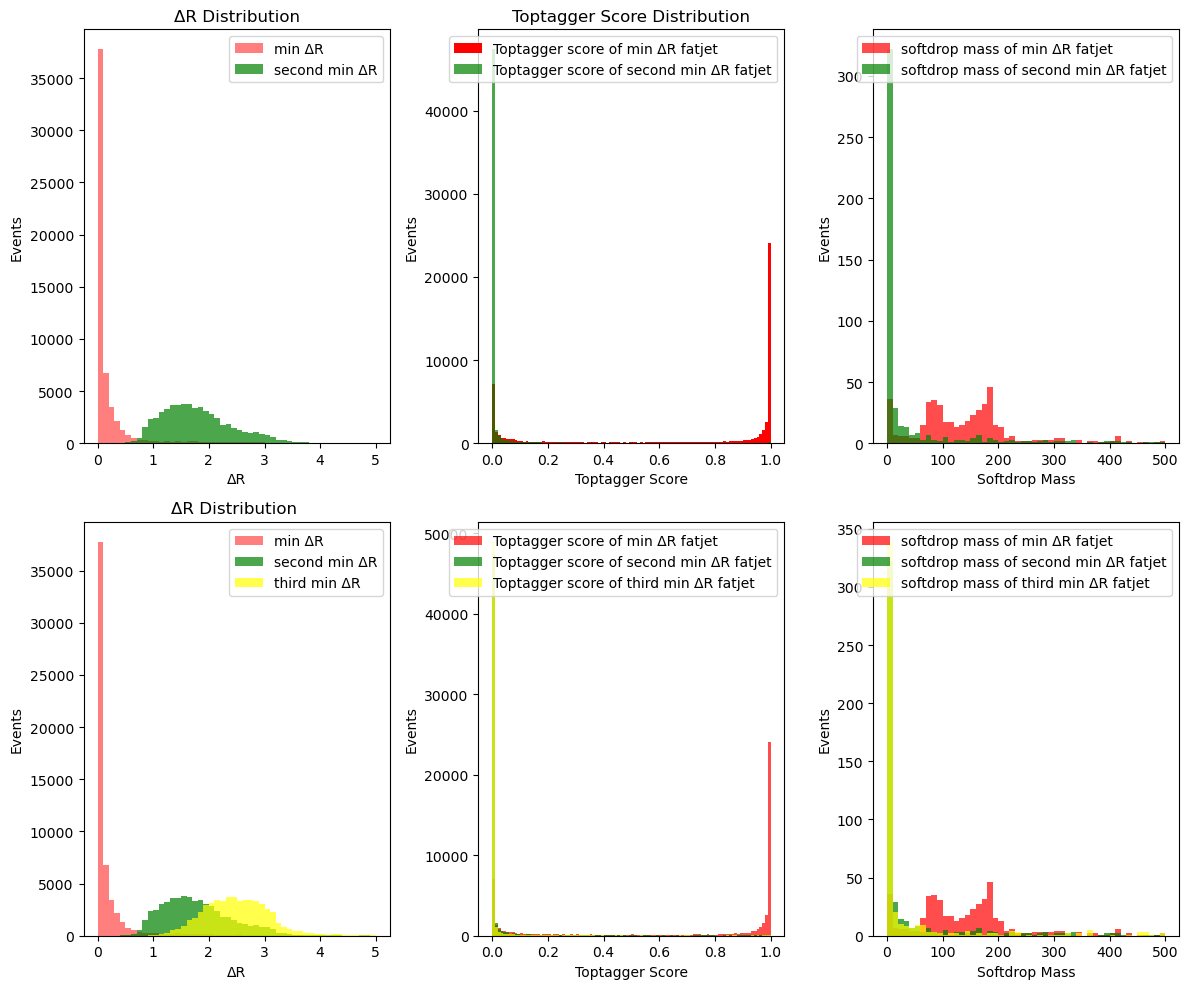 ΔR Distribution
min ΔR
second min ΔR
35000
30000
25000
20000
15000
10000
5000
0
Events
0 1 2 3 4 5
ΔR
Toptagger Score Distribution
Toptagger score of min ΔR fatjet
Toptagger score of second min ΔR fatjet
40000
30000
20000
10000
0
Events
0.0 0.2 0.4 0.6 0.8 1.0
Toptagger Score
softdrop mass of min ΔR fatjet
softdrop mass of second min ΔR fatjet
300
250
200
150
100
50
0
Events
0 100 200 300 400 500
Softdrop Mass
ΔR Distribution
min ΔR
second min ΔR
third min ΔR
35000
30000
25000
20000
15000
10000
5000
0
Events
0 1 2 3 4 5
ΔR
Toptagger score of min ΔR fatjet
Toptagger score of second min ΔR fatjet
Toptagger score of third min ΔR fatjet
50000
40000
30000
20000
10000
0
Events
0.0 0.2 0.4 0.6 0.8 1.0
Toptagger Score
softdrop mass of min ΔR fatjet
softdrop mass of second min ΔR fatjet
softdrop mass of third min ΔR fatjet
350
300
250
200
150
100
50
0
Events
0 100 200 300 400 500
Softdrop Mass